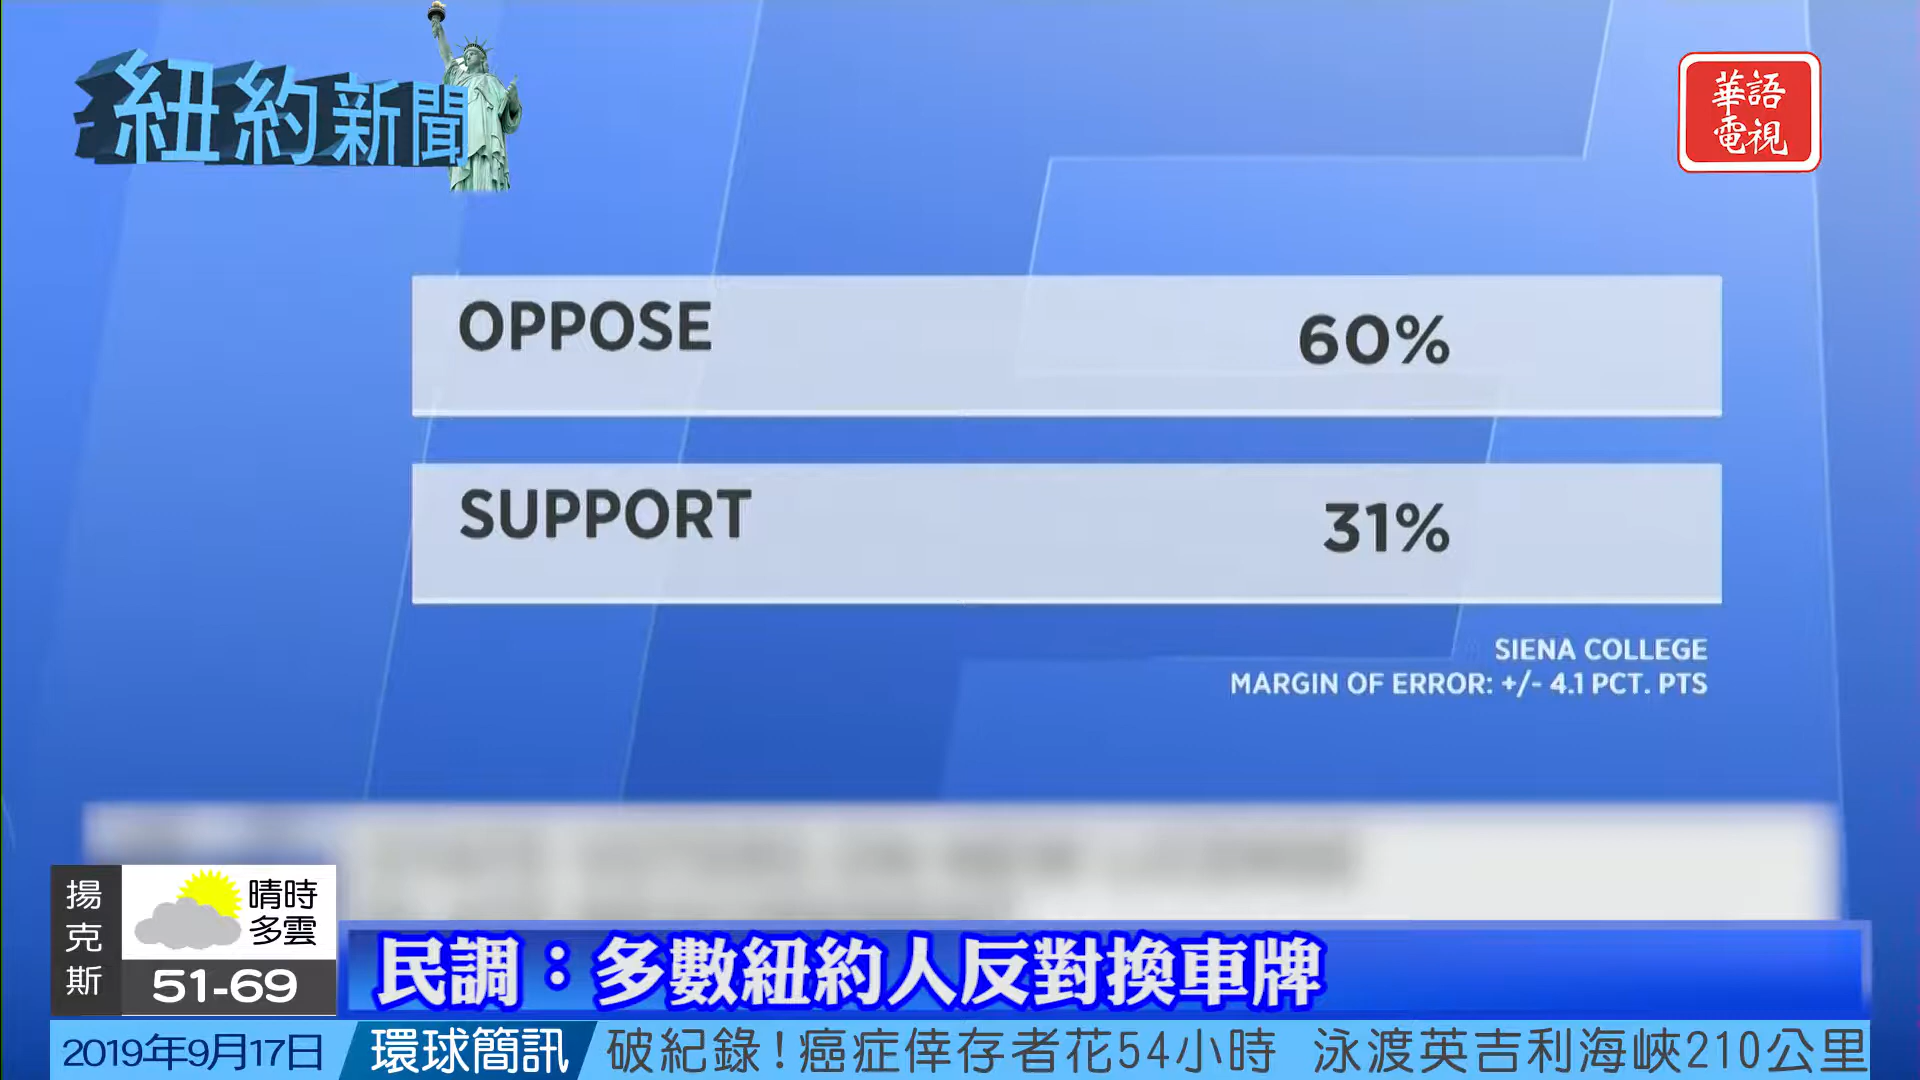 紐約新聞
華語
電視
OPPOSE 60%
SUPPORT 31%
SIENA COLLEGE
MARGIN OF ERROR: +/- 4.1 PCT. PTS
揚克斯
晴時
多雲
51-69
民調：多數紐約人反對換車牌
2019年9月17日
環球簡訊
破紀錄!癌症倖存者花54小時 泳渡英吉利海峽210公里